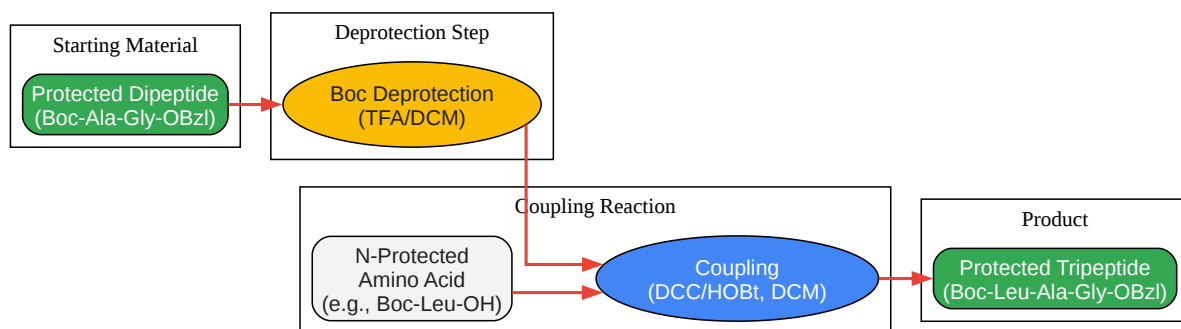 Starting Material
Protected Dipeptide
(Boc-Ala-Gly-OBzl)
Deprotection Step
Boc Deprotection
(TFA/DCM)
Coupling Reaction
N-Protected
Amino Acid
(e.g., Boc-Leu-OH)
Coupling
(DCC/HOBt, DCM)
Product
Protected Tripeptide
(Boc-Leu-Ala-Gly-OBzl)